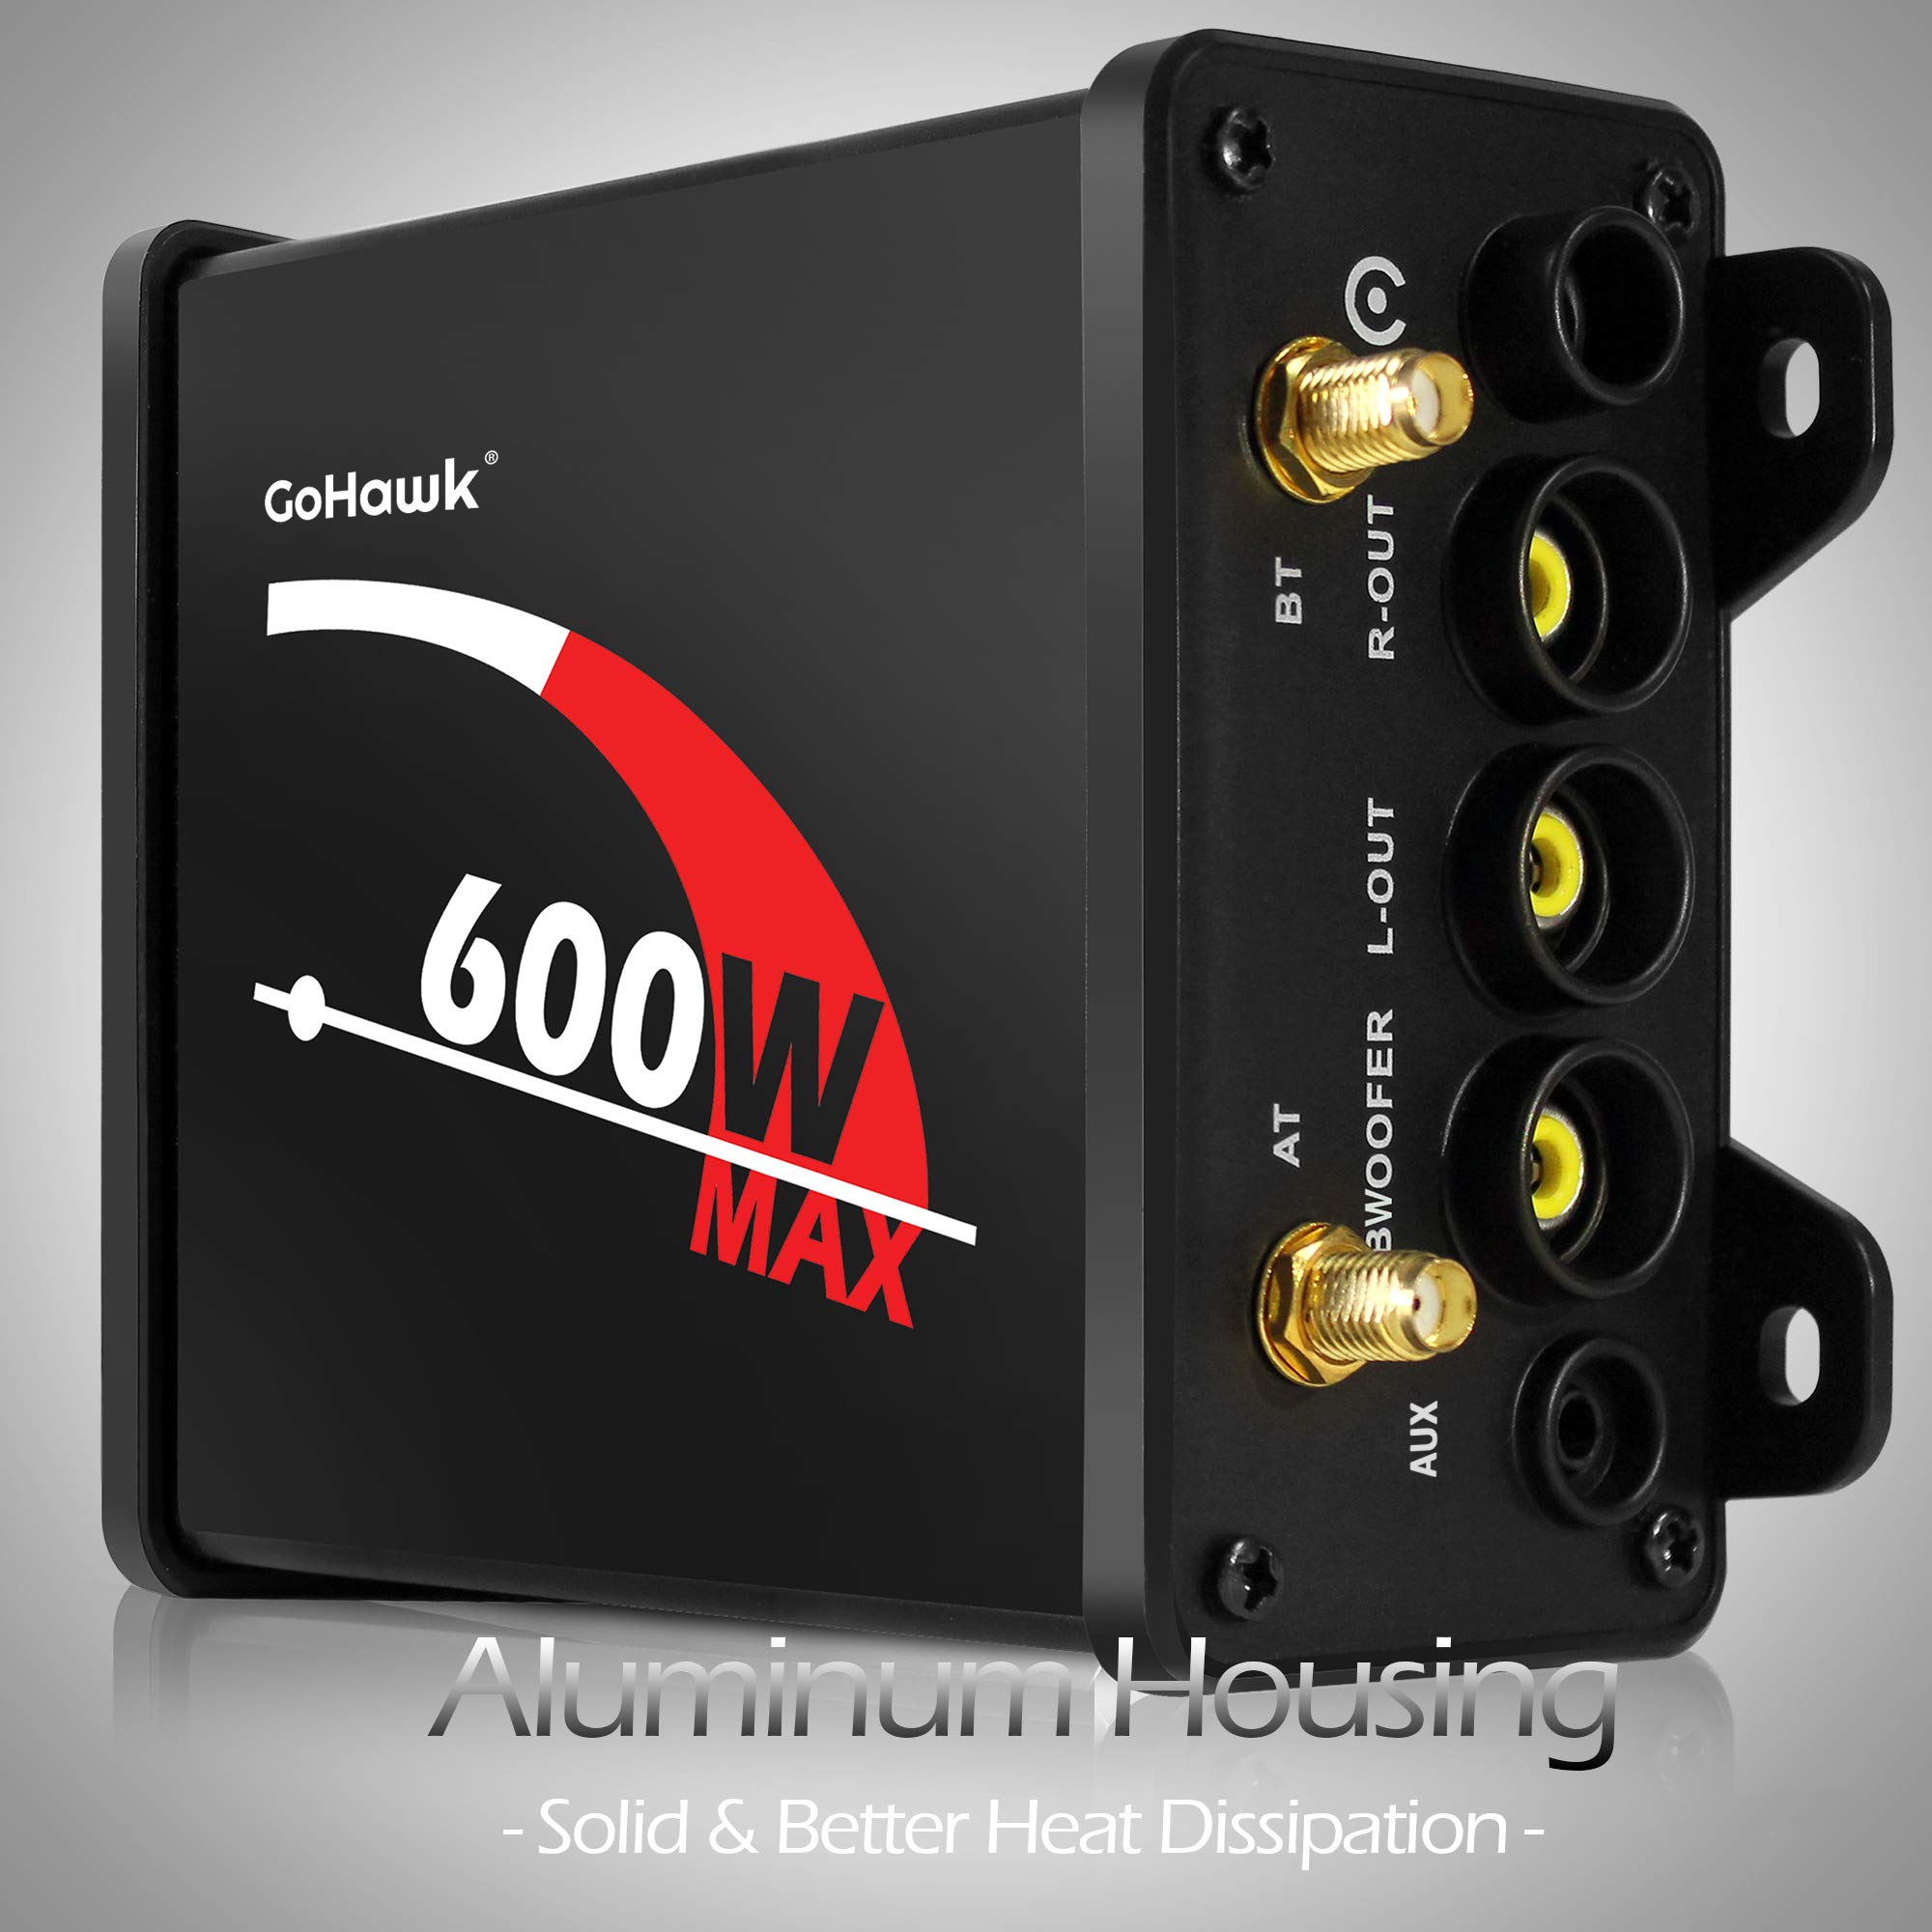 GoHawk®
600W
MAX
BT
R-OUT
L-OUT
BWOOFER
AT
AUX
Aluminum Housing
- Solid & Better Heat Dissipation -